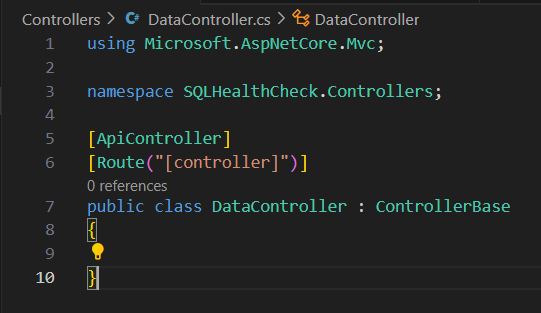 Controllers > C# DataController.cs > DataController
1 using Microsoft.AspNetCore.Mvc;
2
3 namespace SQLHealthCheck.Controllers;
4
5 [ApiController]
6 [Route("[controller]")]
0 references
7 public class DataController : ControllerBase
8 {
9
10 }